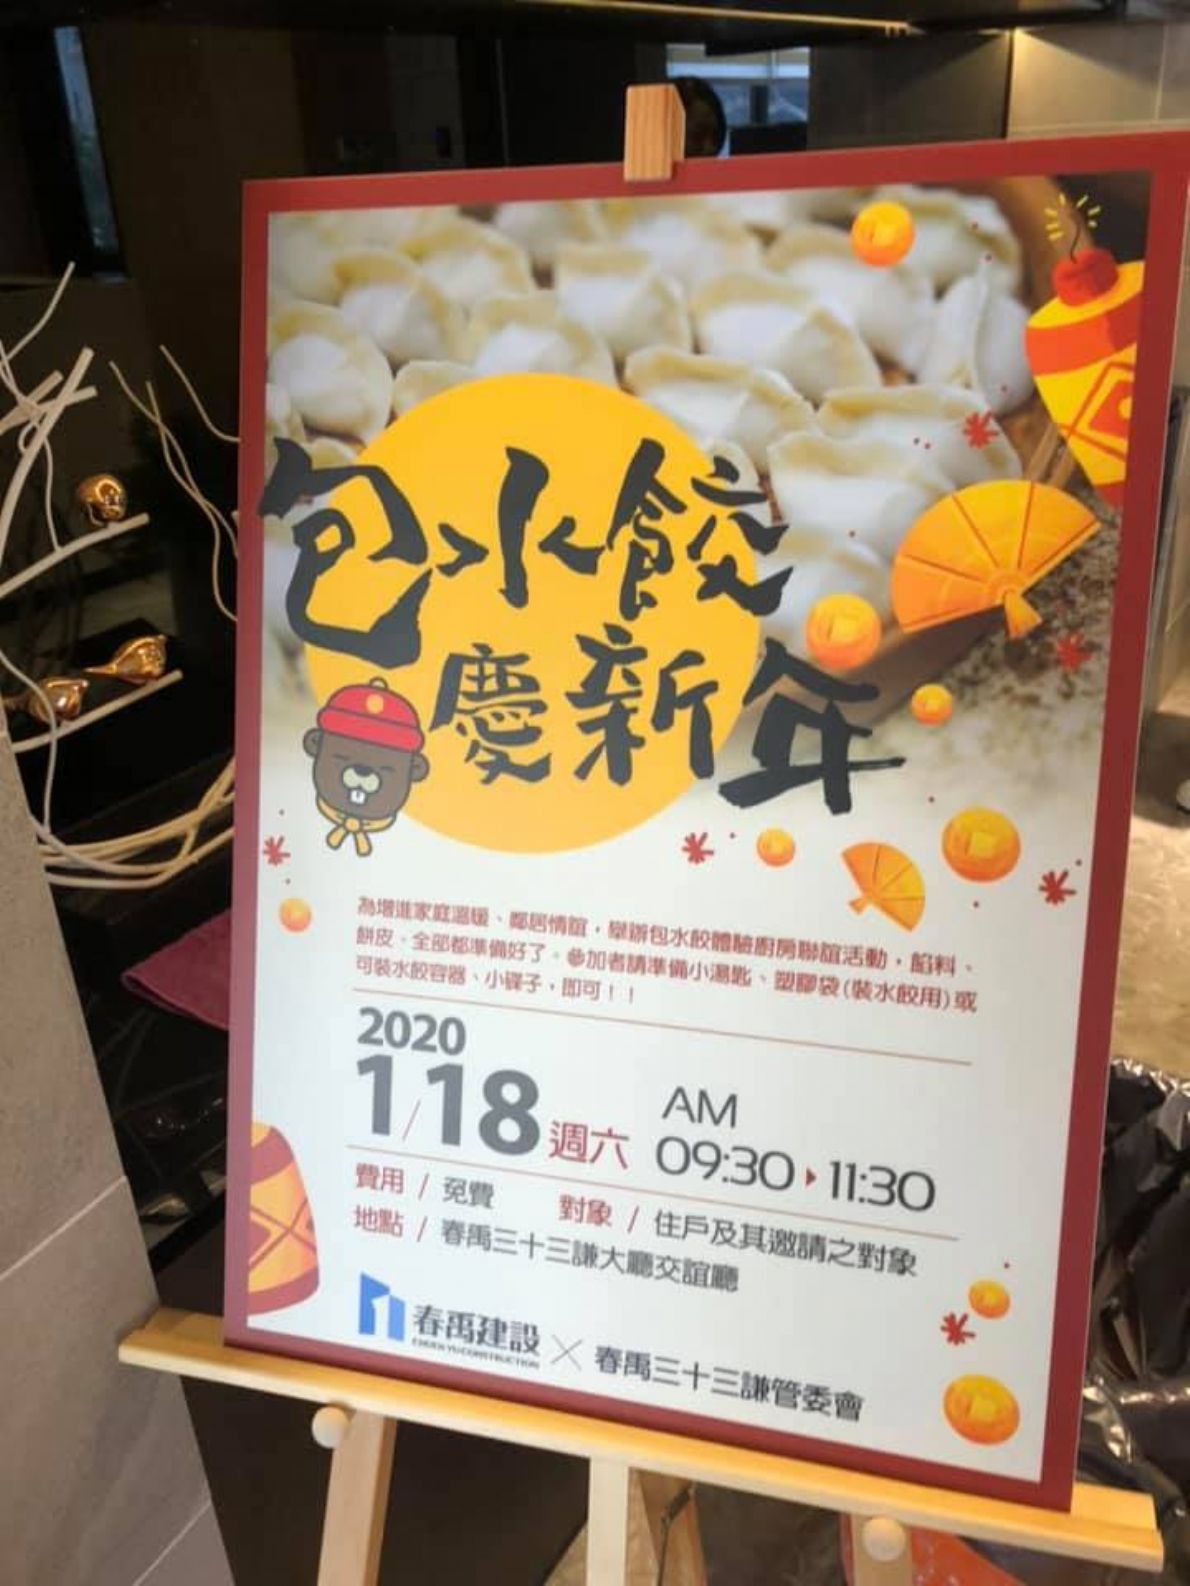 包水餃
慶新年
為增進家庭溫暖、鄰居情誼，舉辦包水餃體驗廚房聯誼活動，餡料、
餅皮，全部都準備好了。參加者請準備小湯匙、塑膠袋(裝水餃用)或
可裝水餃容器、小碟子，即可！！
2020
1/18 週六 AM
09:30 ▸ 11:30
費用 / 免費 對象 / 住戶及其邀請之對象
地點 / 春禹三十三謙大廳交誼廳
春禹建設 × 春禹三十三謙管委會
CHUEN YU CONSTRUCTION